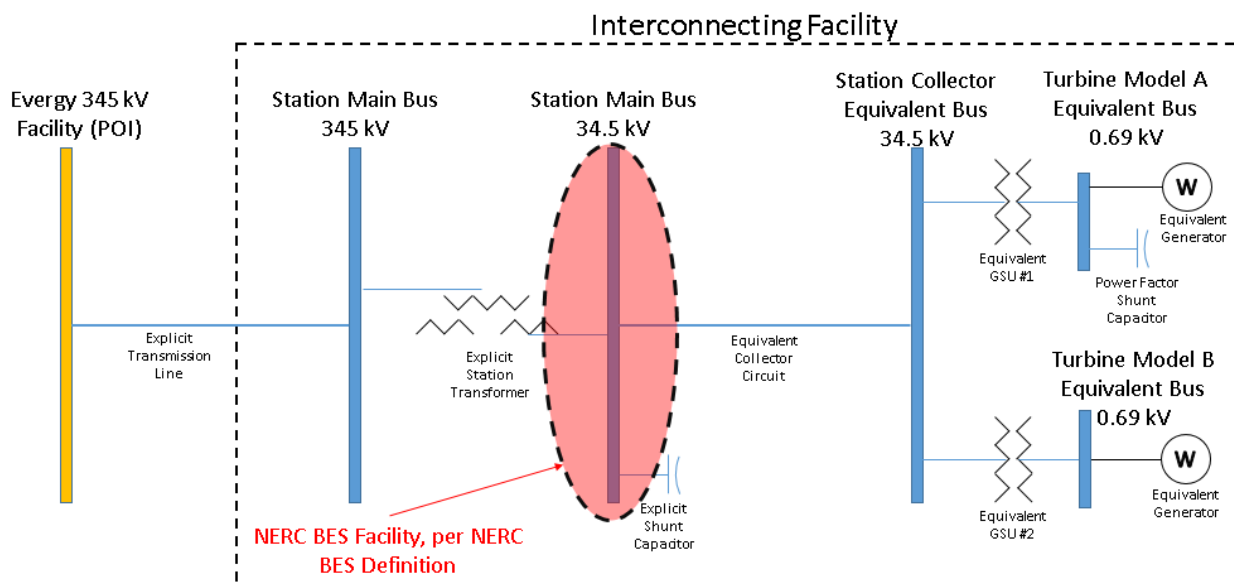 Interconnecting Facility
Evergy 345 kV
Facility (POI)
Station Main Bus
345 kV
Station Main Bus
34.5 kV
Station Collector
Equivalent Bus
34.5 kV
Turbine Model A
Equivalent Bus
0.69 kV
W
Equivalent
Generator
Equivalent
GSU #1
Power Factor
Shunt
Capacitor
Explicit
Transmission
Line
Explicit
Station
Transformer
Equivalent
Collector
Circuit
Turbine Model B
Equivalent Bus
0.69 kV
W
Equivalent
Generator
Equivalent
GSU #2
Explicit
Shunt
Capacitor
NERC BES Facility, per NERC
BES Definition